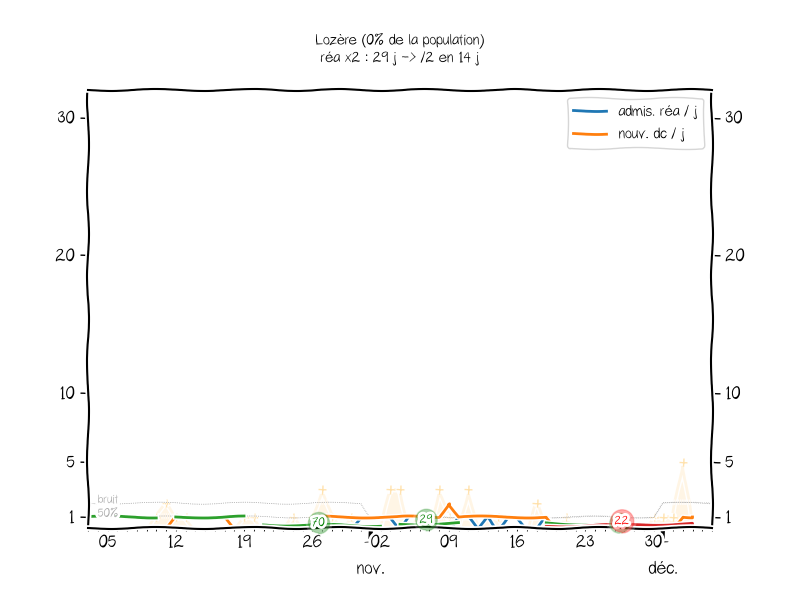 Lozère (0% de la population)
réa x2 : 29 j -> /2 en 14 j
admis. réa / j
nouv. dc / j
30
30
20
20
10
10
5
5
bruit
50%
1
1
70
29
22
05 12 19 26 02 09 16 23 30
nov. déc.